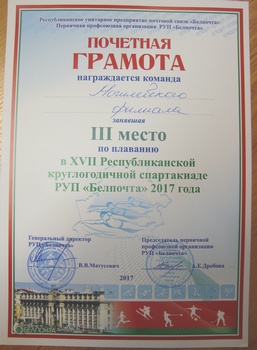 Республиканское унитарное предприятие почтовой связи «Белпочта»
Первичная профсоюзная организация РУП «Белпочта»
ПОЧЕТНАЯ
ГРАМОТА
награждается команда
Могилевского
филиала
занявшая
III место
по плаванию
в XVII Республиканской
круглогодичной спартакиаде
РУП «Белпочта» 2017 года
Генеральный директор
РУП «Белпочта»
В.В.Матусевич
Председатель первичной
профсоюзной организации
РУП «Белпочта»
А.Е.Дробина
2017